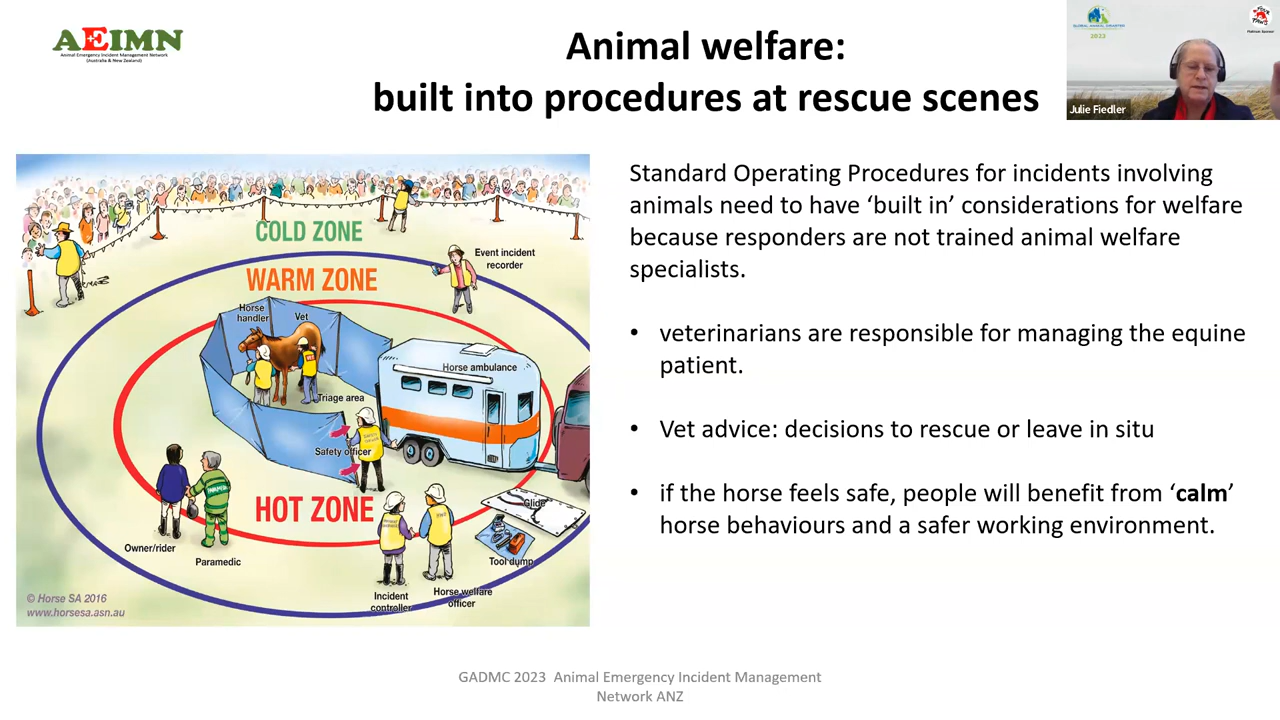 AEIMN
Animal Emergency Incident Management Network
(Australia & New Zealand)
Animal welfare:
built into procedures at rescue scenes
GLOBAL ANIMAL DISASTER
2023
Platinum Sponsor
Julie Fiedler
COLD ZONE
WARM ZONE
Event incident
recorder
Horse
handler
Vet
Horse ambulance
Triage area
Safety officer
HOT ZONE
Glide
Owner/rider
Paramedic
Tool dump
Incident
controller
Horse welfare
officer
© Horse SA 2016
www.horsesa.asn.au
Standard Operating Procedures for incidents involving
animals need to have ‘built in’ considerations for welfare
because responders are not trained animal welfare
specialists.
• veterinarians are responsible for managing the equine
patient.
• Vet advice: decisions to rescue or leave in situ
• if the horse feels safe, people will benefit from ‘calm’
horse behaviours and a safer working environment.
GADMC 2023 Animal Emergency Incident Management
Network ANZ